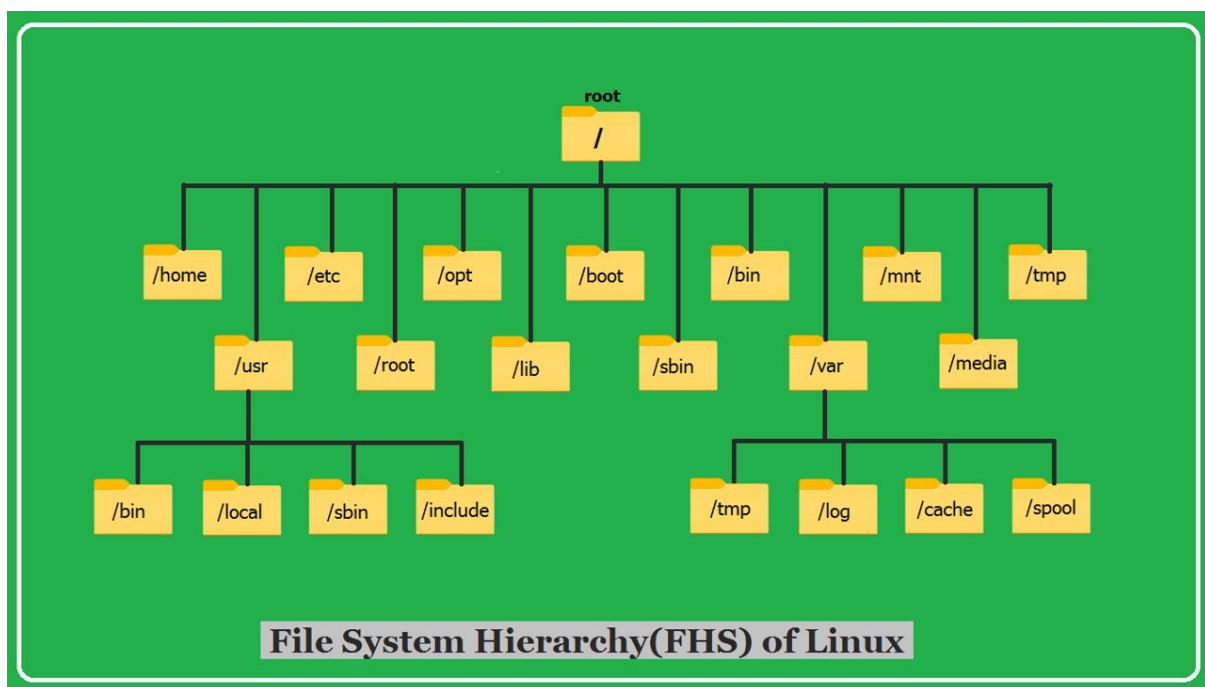 root
/
/home
/etc
/opt
/boot
/bin
/mnt
/tmp
/usr
/root
/lib
/sbin
/var
/media
/bin
/local
/sbin
/include
/tmp
/log
/cache
/spool
File System Hierarchy(FHS) of Linux